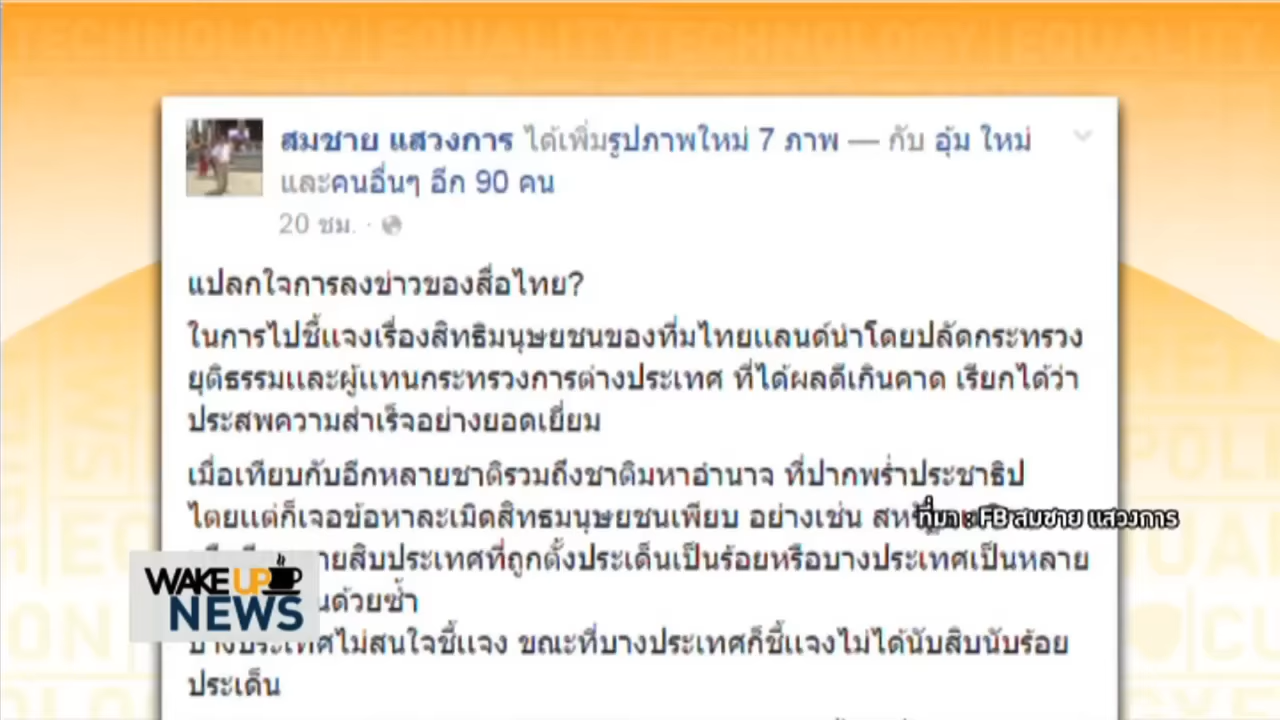 สมชาย แสวงการ ได้เพิ่มรูปภาพใหม่ 7 ภาพ — กับ อุ้ม ใหม่
และคนอื่นๆ อีก 90 คน
20 ชม. ·
แปลกใจการลงข่าวของสื่อไทย?
ในการไปชี้แจงเรื่องสิทธิมนุษยชนของทีมไทยแลนด์นำโดยปลัดกระทรวง
ยุติธรรมและผู้แทนกระทรวงการต่างประเทศ ที่ได้ผลดีเกินคาด เรียกได้ว่า
ประสพความสำเร็จอย่างยอดเยี่ยม
เมื่อเทียบกับอีกหลายชาติรวมถึงชาติมหาอำนาจ ที่ปากพร่ำประชาธิป
ไตยแต่ก็เจอข้อหาละเมิดสิทธมนุษยชนเพียบ อย่างเช่น
ที่มา : FB สมชาย แสวงการ
สิบประเทศที่ถูกตั้งประเด็นเป็นร้อยหรือบางประเทศเป็นหลาย
ด้วยซ้ำ
บางประเทศไม่สนใจชี้แจง ขณะที่บางประเทศก็ชี้แจงไม่ได้นับสิบนับร้อย
ประเด็น
WAKE UP
NEWS